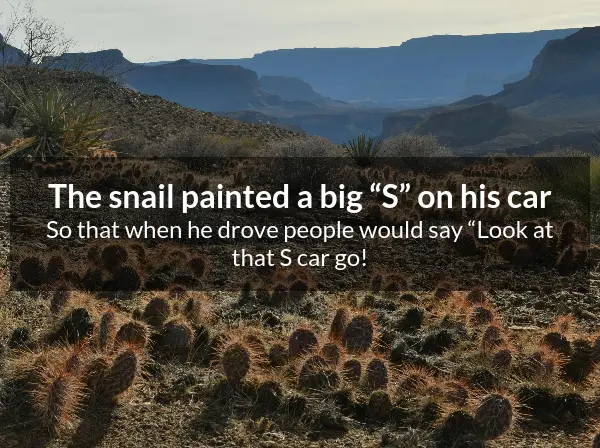 The snail painted a big “S” on his car
So that when he drove people would say “Look at
that S car go!